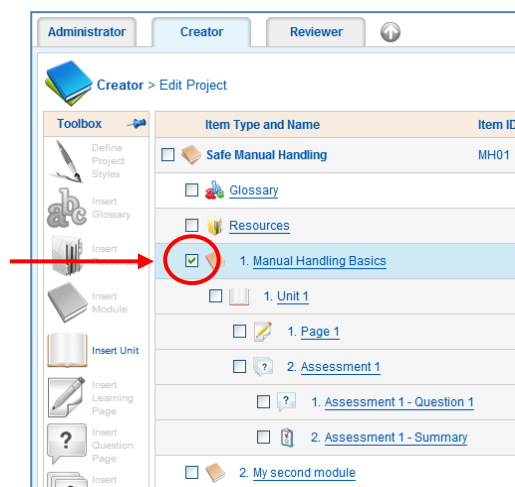 Administrator
Creator
Reviewer
Creator > Edit Project
Toolbox
Item Type and Name
Item ID
Define
Project
Styles
Safe Manual Handling
MH01
Insert
Glossary
Glossary
Resources
Insert
1. Manual Handling Basics
Insert
Module
1. Unit 1
Insert Unit
1. Page 1
2. Assessment 1
Insert
Learning
Page
1. Assessment 1 - Question 1
Insert
Question
Page
2. Assessment 1 - Summary
Insert
2. My second module